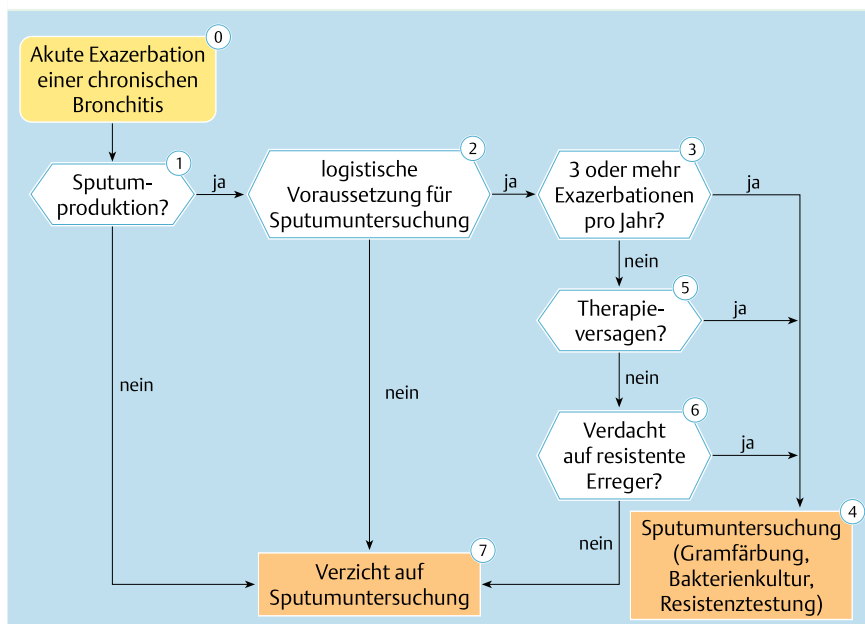 0
Akute Exazerbation
einer chronischen
Bronchitis
1
Sputum-
produktion?
ja
2
logistische
Voraussetzung für
Sputumuntersuchung
ja
3
3 oder mehr
Exazerbationen
pro Jahr?
ja
nein
5
Therapie-
versagen?
ja
nein
nein
nein
6
Verdacht
auf resistente
Erreger?
ja
nein
4
Sputumuntersuchung
(Gramfärbung,
Bakterienkultur,
Resistenztestung)
7
Verzicht auf
Sputumuntersuchung